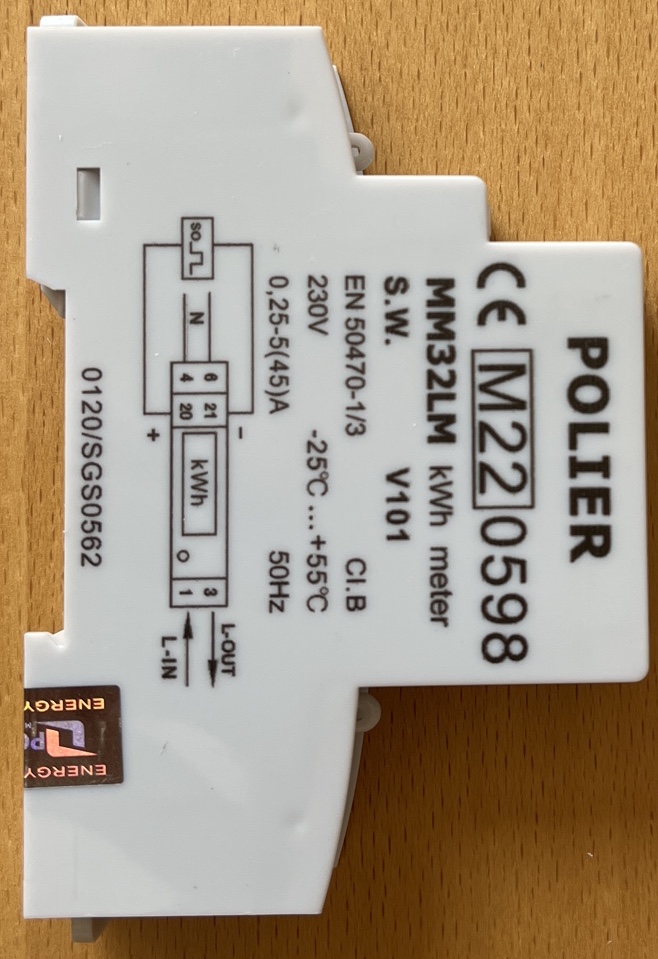 POLIER
CE M22 0598
MM32LM kWh meter
S.W. V101
EN 50470-1/3 Cl.B
230V -25℃...+55℃
0,25-5(45)A 50Hz
- L-OUT
SO N 6 21 kWh 3
4 20 1
+ L-IN
0120/SGS0562
ENERGY ENERGY